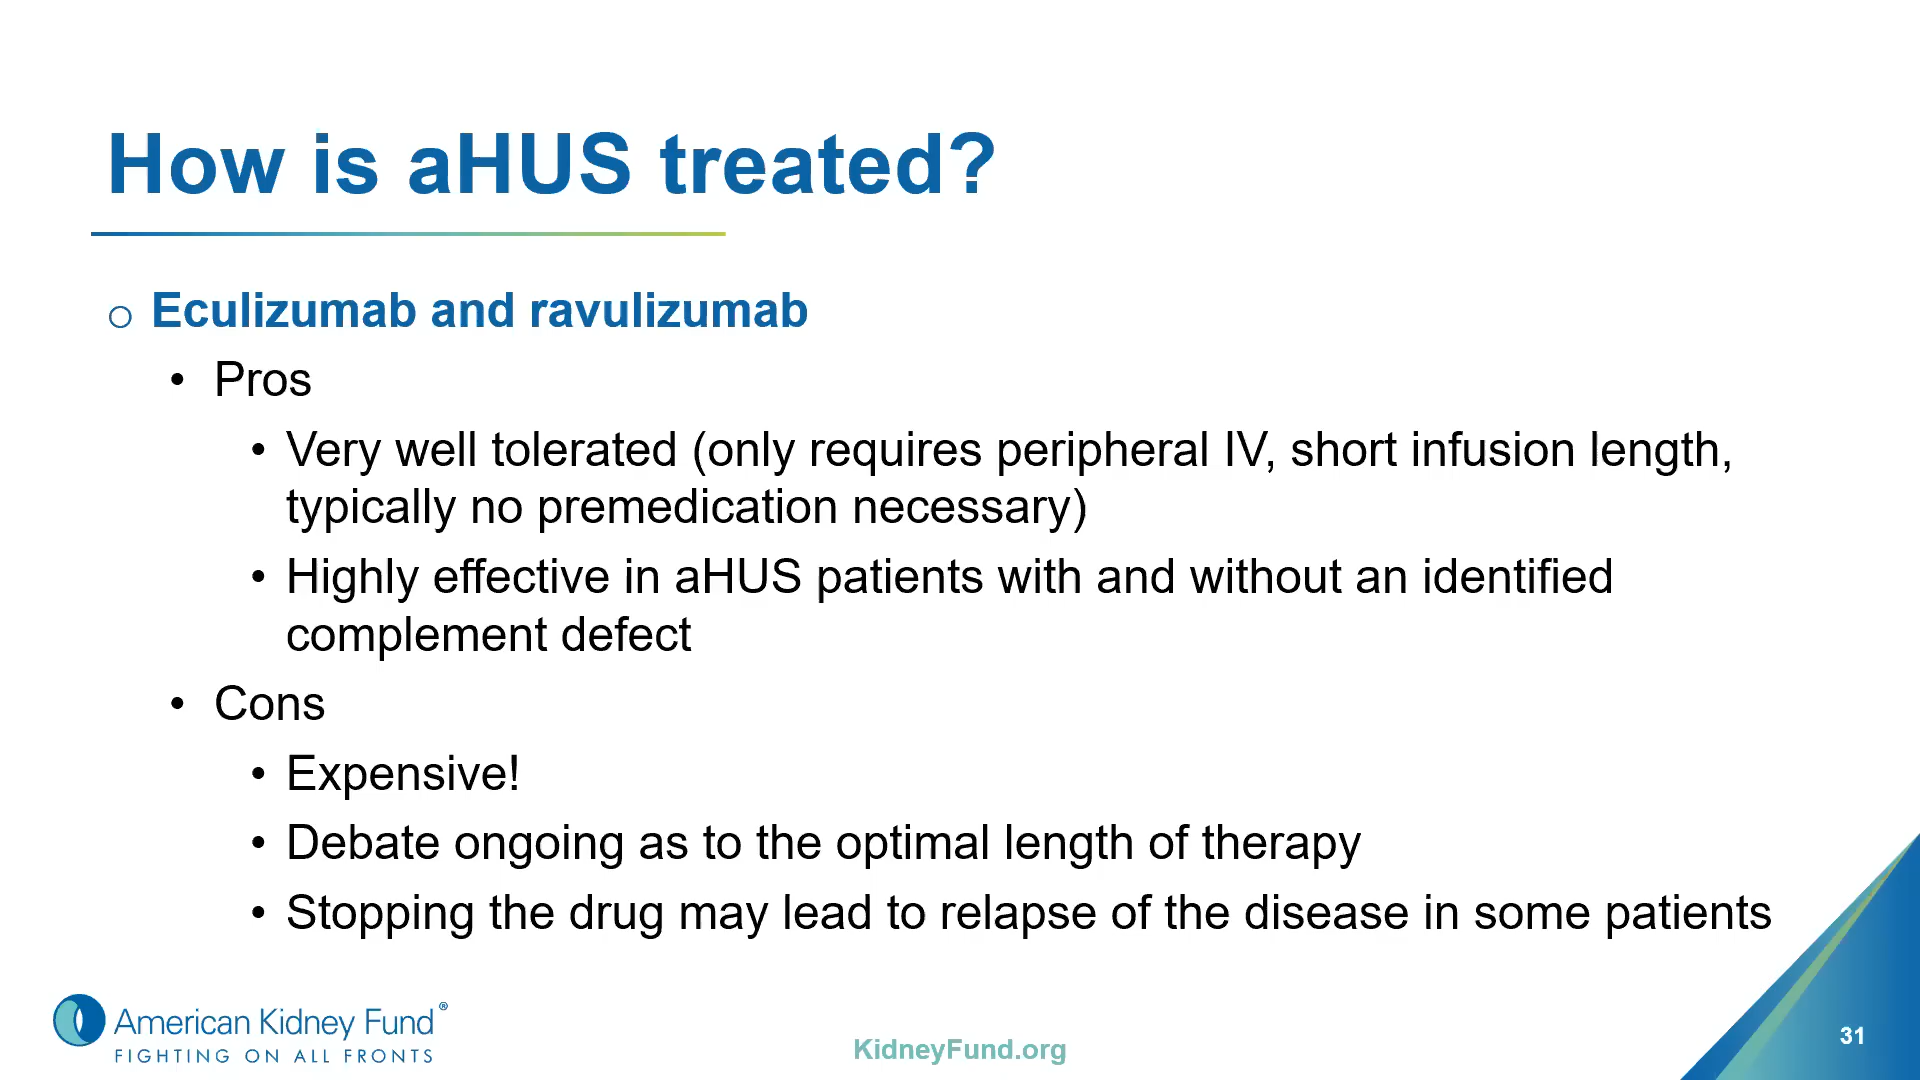 How is aHUS treated?
o Eculizumab and ravulizumab
• Pros
• Very well tolerated (only requires peripheral IV, short infusion length,
typically no premedication necessary)
• Highly effective in aHUS patients with and without an identified
complement defect
• Cons
• Expensive!
• Debate ongoing as to the optimal length of therapy
• Stopping the drug may lead to relapse of the disease in some patients
American Kidney Fund®
FIGHTING ON ALL FRONTS
KidneyFund.org
31